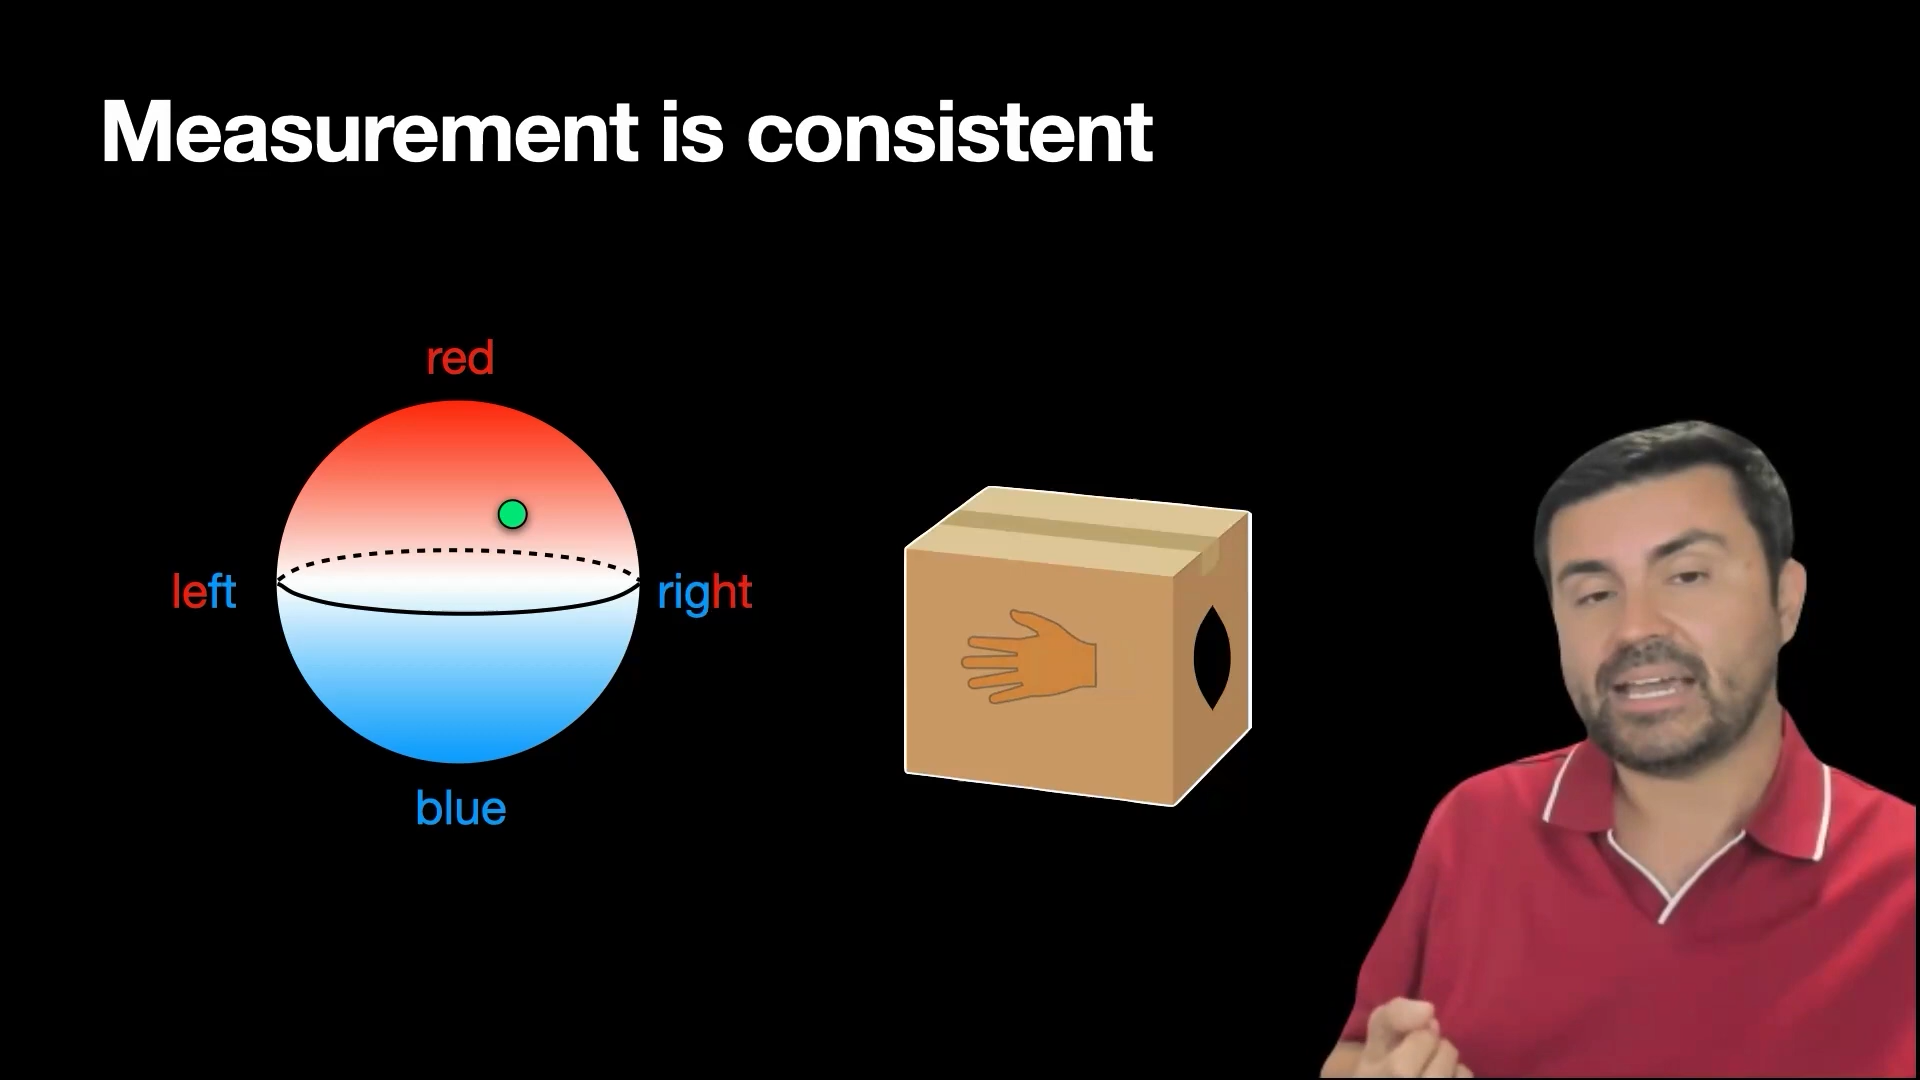 Measurement is consistent
red
left
right
blue